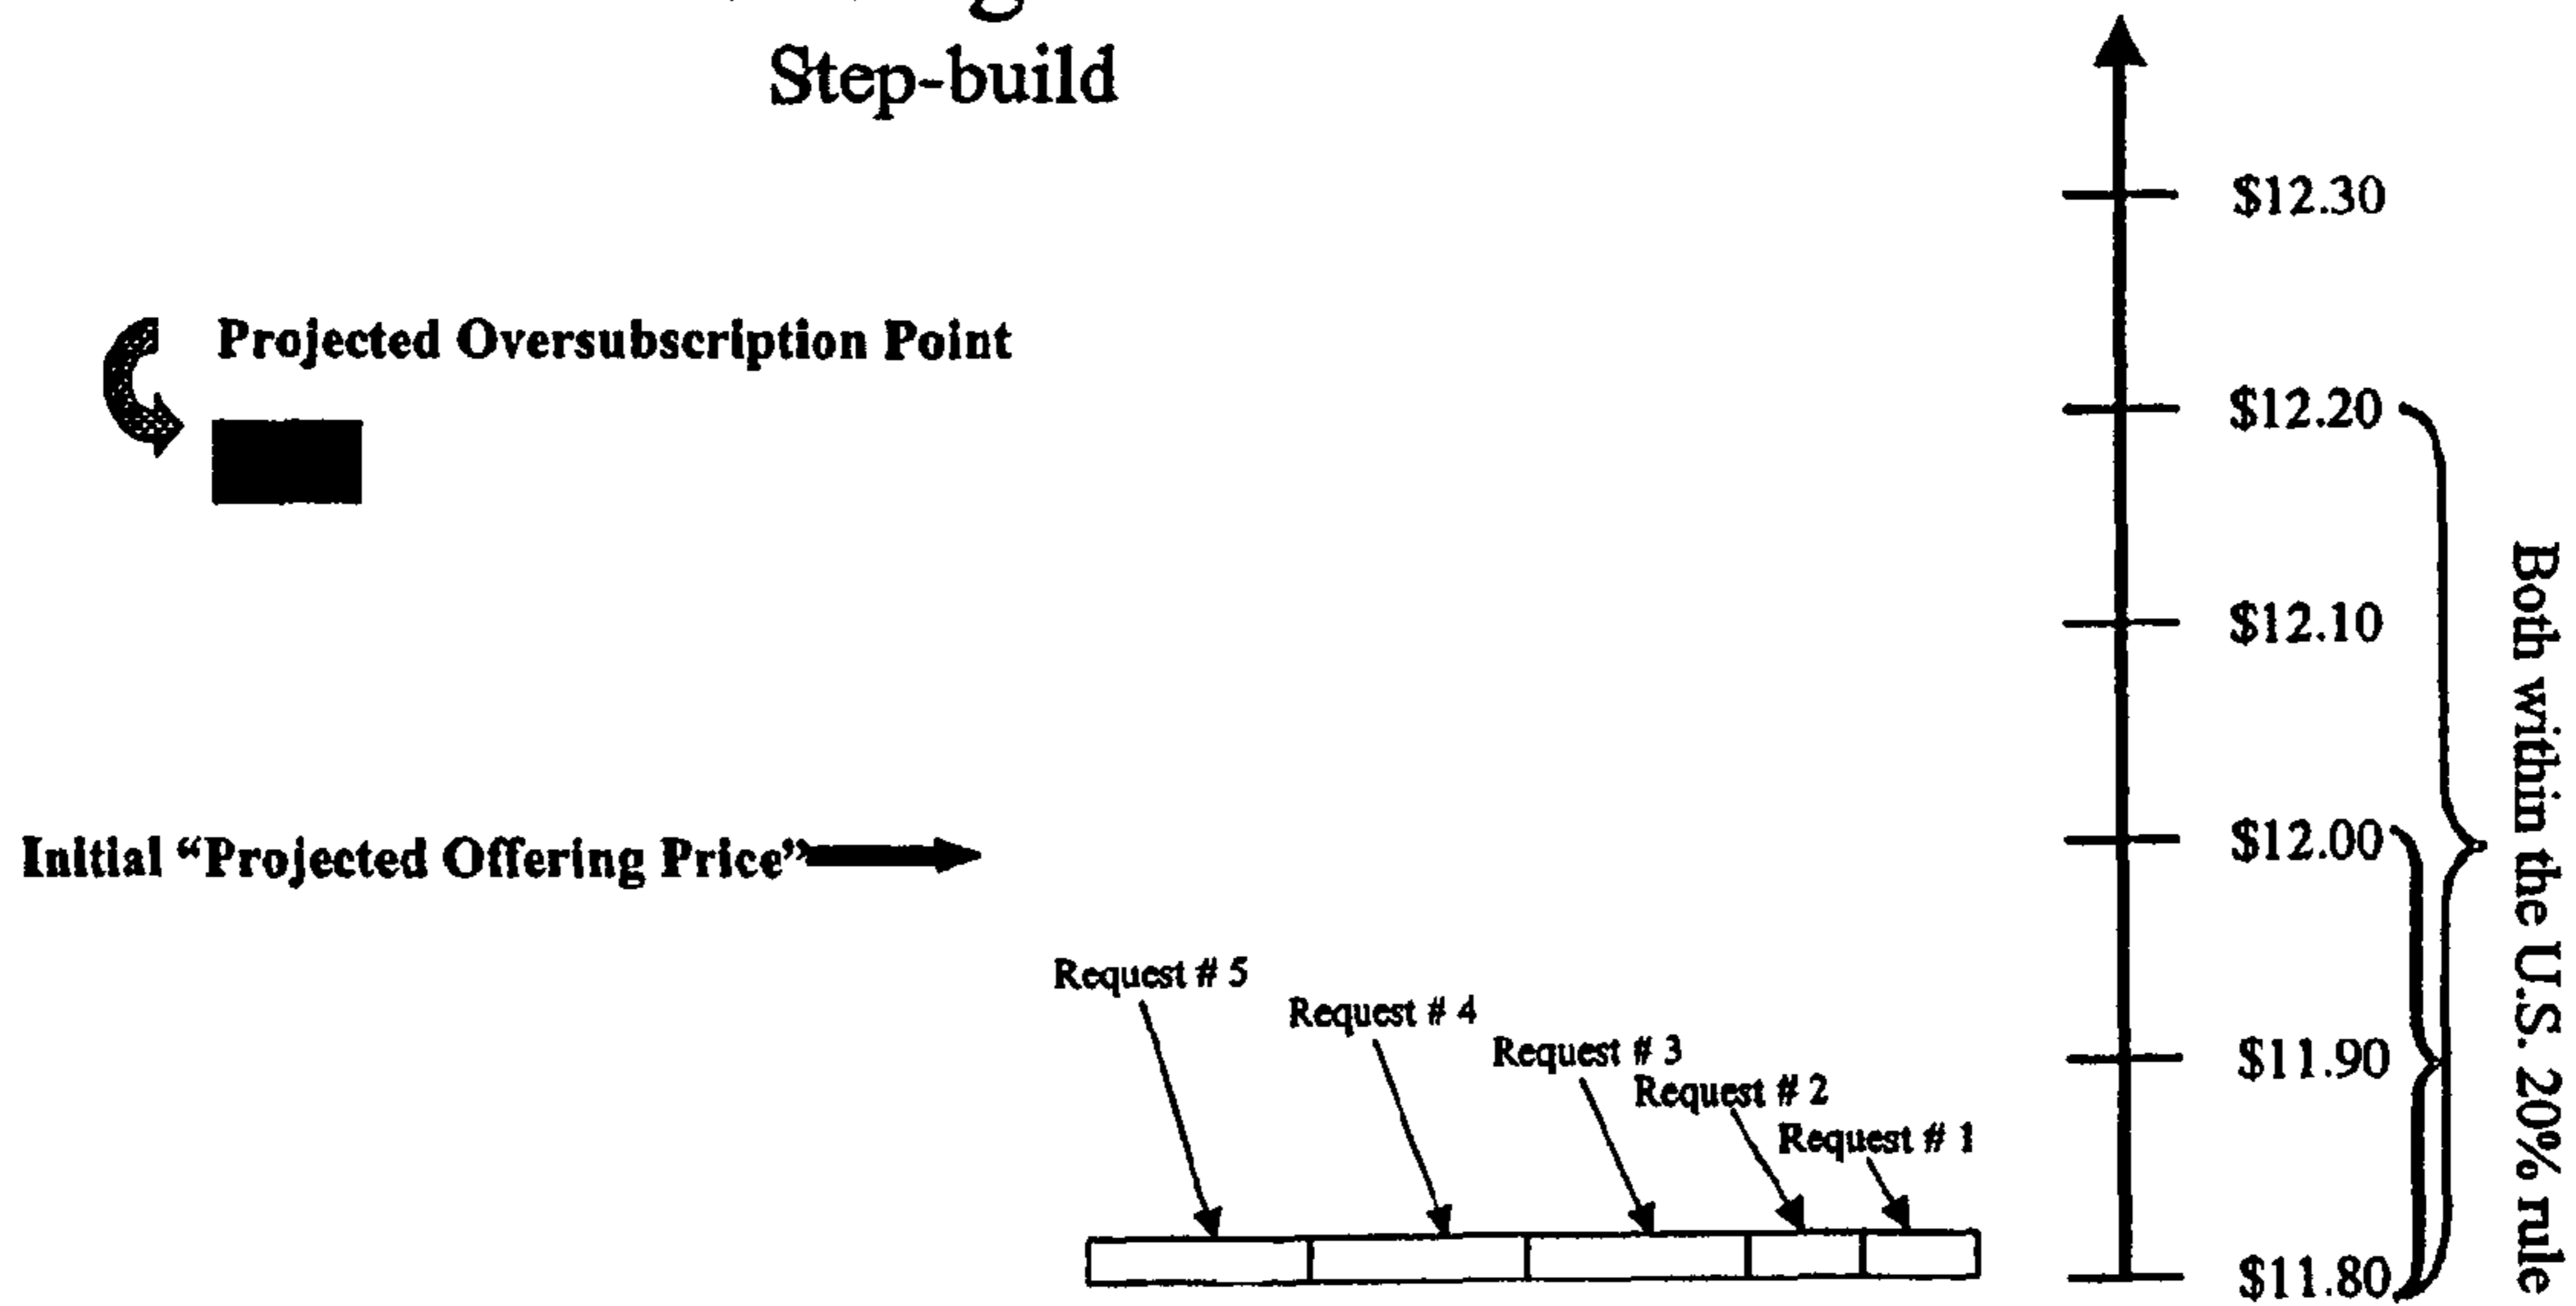 Step-build
$12.30
Projected Oversubscription Point
$12.20
$12.10
Initial “Projected Offering Price”
$12.00
Request # 5
Request # 4
Request # 3
Request # 2
Request # 1
$11.90
$11.80
Both within the U.S. 20% rule